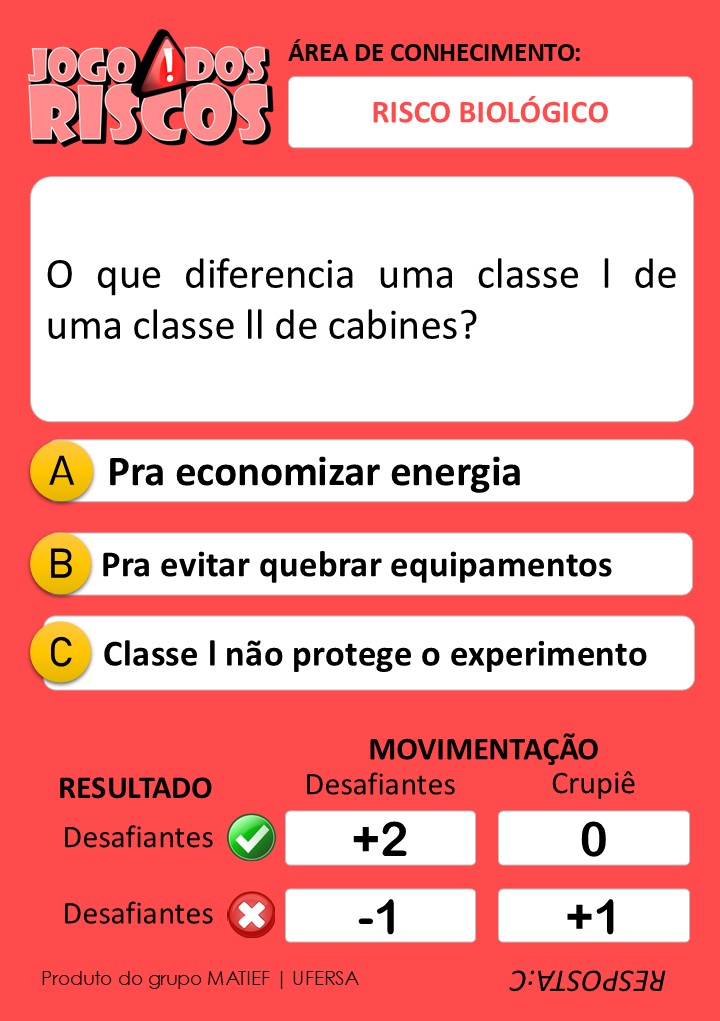 JOGO DOS
RISCOS
ÁREA DE CONHECIMENTO:
RISCO BIOLÓGICO
O que diferencia uma classe l de
uma classe ll de cabines?
A Pra economizar energia
B Pra evitar quebrar equipamentos
C Classe l não protege o experimento
MOVIMENTAÇÃO
RESULTADO Desafiantes Crupiê
Desafiantes +2 0
Desafiantes -1 +1
Produto do grupo MATIEF | UFERSA
RESPOSTA:C